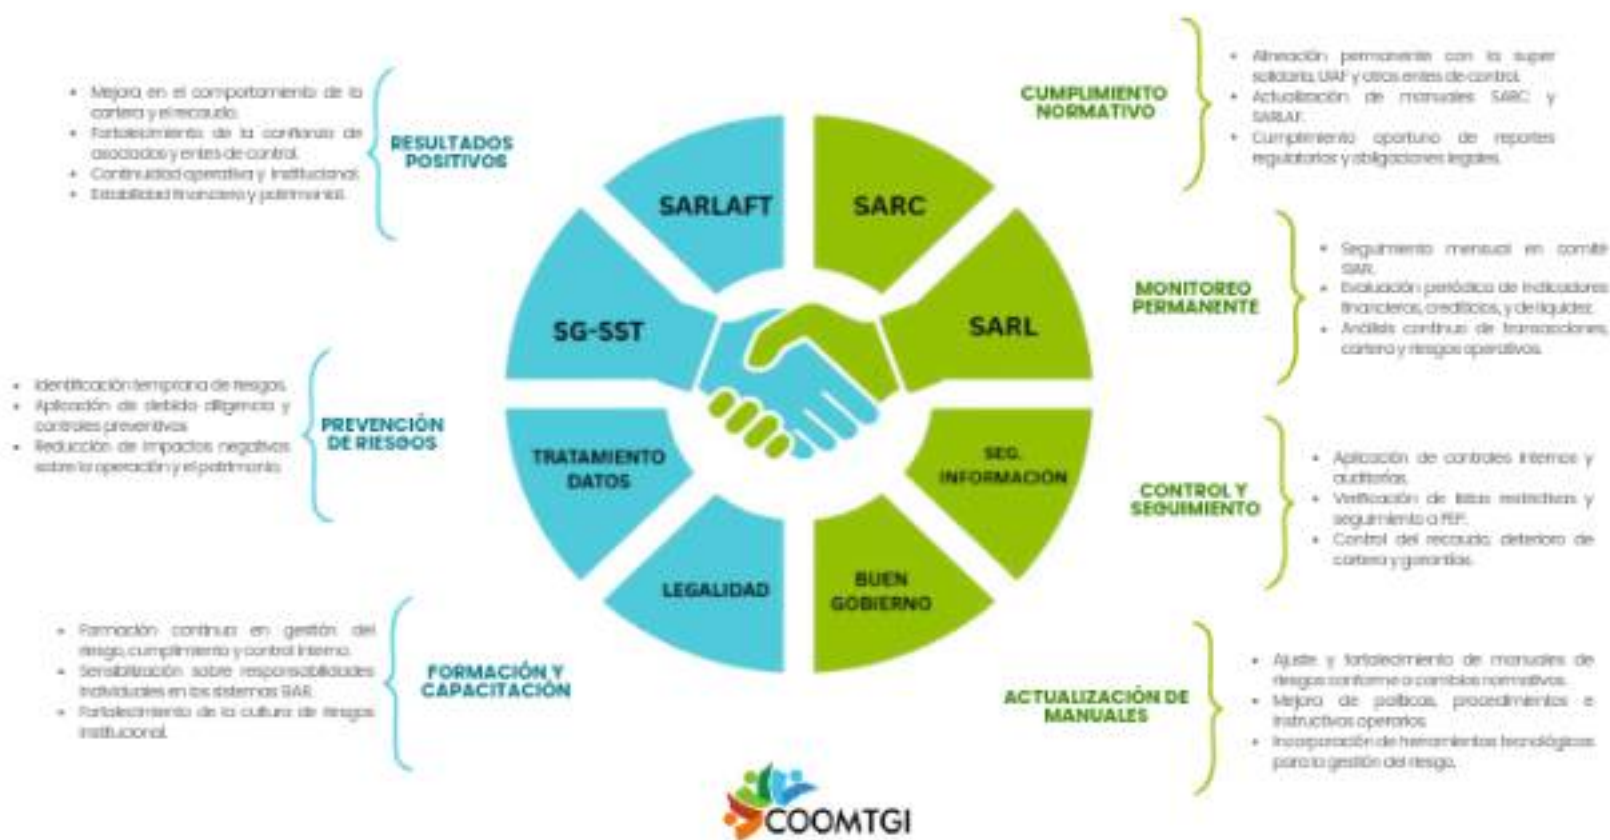 • Mejora en el comportamiento de la
cartera y el recaudo.
• Fortalecimiento de la confianza de
asociados y entes de control.
• Continuidad operativa y institucional.
• Estabilidad financiera y patrimonial.
RESULTADOS
POSITIVOS
• Identificación temprana de riesgos.
• Aplicación de debida diligencia y
controles preventivos
• Reducción de impactos negativos
sobre la operación y el patrimonio.
PREVENCIÓN
DE RIESGOS
• Formación continua en gestión del
riesgo, cumplimiento y control interno.
• Sensibilización sobre responsabilidades
individuales en los sistemas SIAR.
• Fortalecimiento de la cultura de riesgos
institucional.
FORMACIÓN Y
CAPACITACIÓN
SARLAFT
SARC
SG-SST
SARL
TRATAMIENTO
DATOS
SEG.
INFORMACIÓN
LEGALIDAD
BUEN
GOBIERNO
CUMPLIMIENTO
NORMATIVO
• Alineación permanente con la super
solidaria, UIAF y otros entes de control.
• Actualización de manuales SARC y
SARLAF.
• Cumplimiento oportuno de reportes
regulatorios y obligaciones legales.
MONITOREO
PERMANENTE
• Seguimiento mensual en comité
SIAR.
• Evaluación periódica de indicadores
financieros, crediticios, y de liquidez.
• Análisis continuo de transacciones,
cartera y riesgos operativos.
CONTROL Y
SEGUIMIENTO
• Aplicación de controles internos y
auditorías.
• Verificación de listas restrictivas y
seguimiento a PEP.
• Control del recaudo, deterioro de
cartera y garantías.
ACTUALIZACIÓN DE
MANUALES
• Ajuste y fortalecimiento de manuales de
riesgos conforme a cambios normativos.
• Mejora de políticas, procedimientos e
instructivos operarios.
• Incorporación de herramientas tecnológicas
para la gestión del riesgo.
COOMTGI